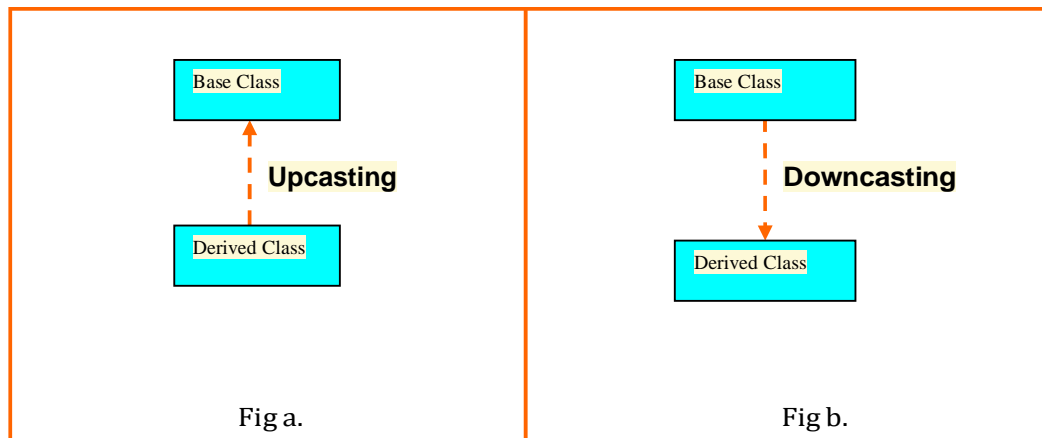 Base Class
Upcasting
Derived Class
Fig a.
Base Class
Downcasting
Derived Class
Fig b.